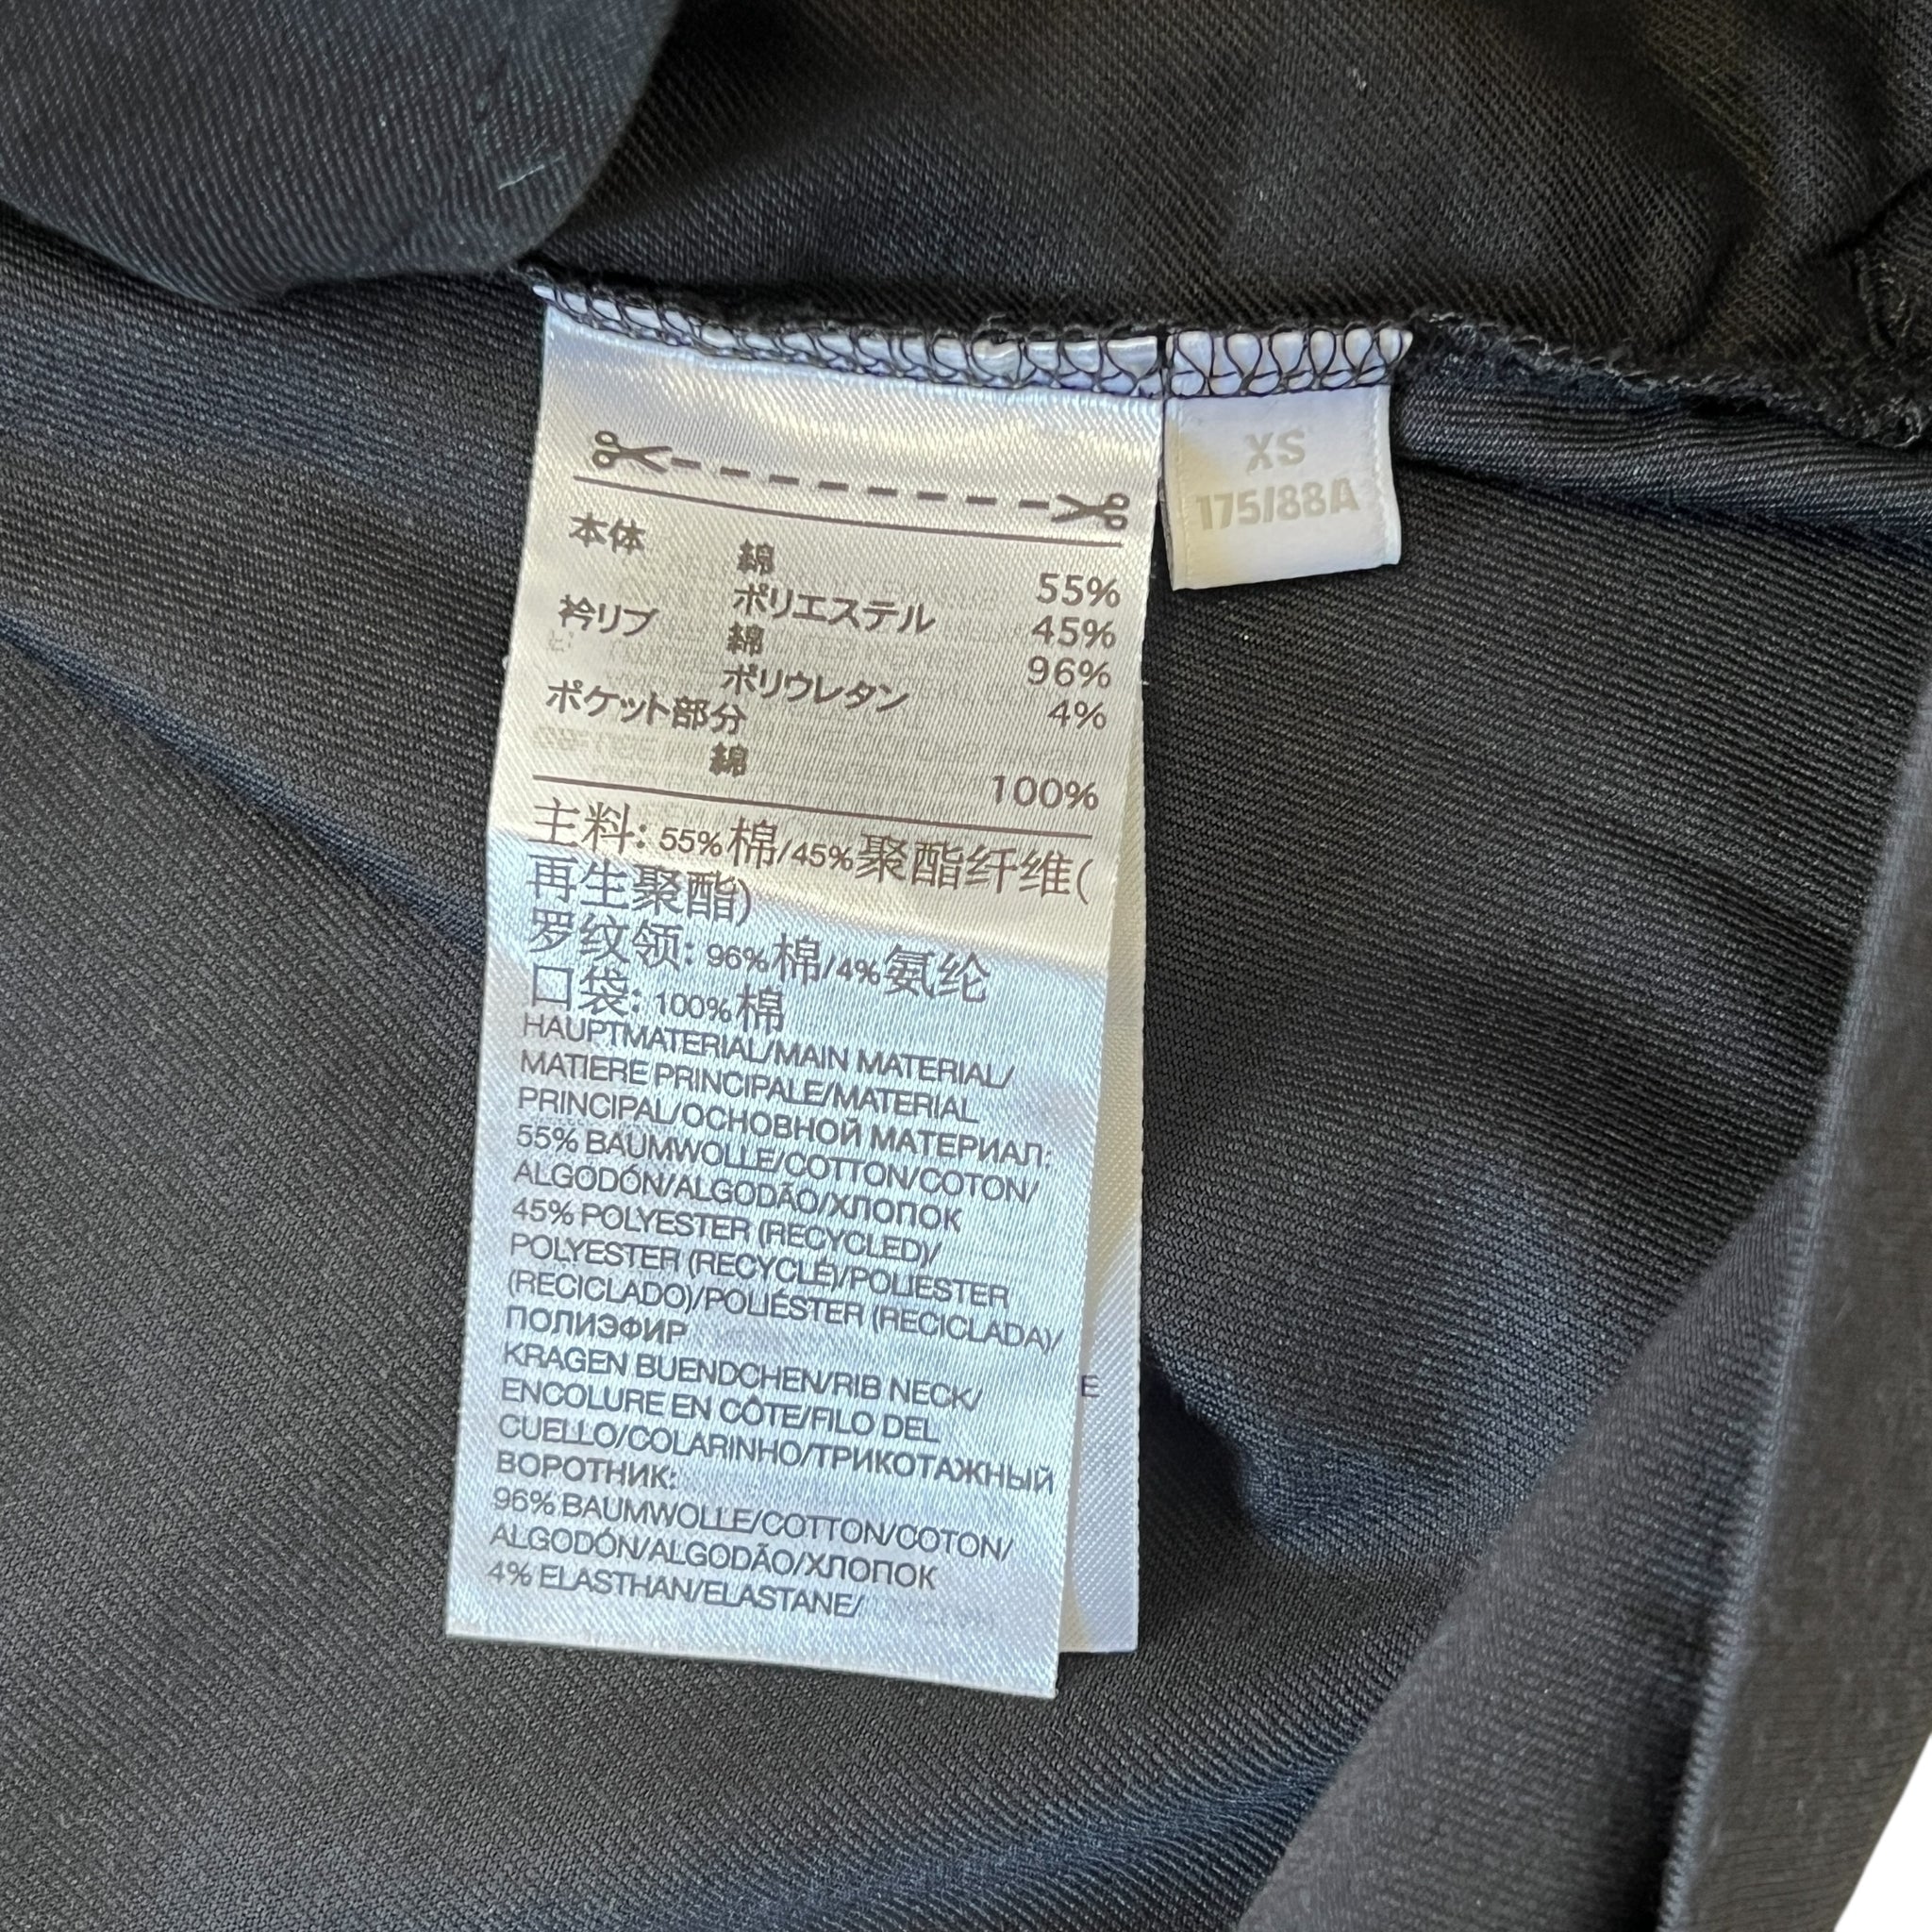 本体 綿 55%
ポリエステル 45%
衿リブ 綿 96%
ポリウレタン 4%
ポケット部分
綿 100%
主料: 55%棉/45%聚酯纤维(
再生聚酯)
罗纹领: 96%棉/4%氨纶
口袋: 100%棉
HAUPTMATERIAL/MAIN MATERIAL/
MATIERE PRINCIPALE/MATERIAL
PRINCIPAL/ОСНОВНОЙ МАТЕРИАЛ:
55% BAUMWOLLE/COTTON/COTON/
ALGODÓN/ALGODÃO/ХЛОПОК
45% POLYESTER (RECYCLED)/
POLYESTER (RECYCLÉ)/POLIÉSTER
(RECICLADO)/POLIÉSTER (RECICLADA)/
ПОЛИЭФИР
KRAGEN BUENDCHEN/RIB NECK/
ENCOLURE EN CÔTE/FILO DEL
CUELLO/COLARINHO/ТРИКОТАЖНЫЙ
ВОРОТНИК:
96% BAUMWOLLE/COTTON/COTON/
ALGODÓN/ALGODÃO/ХЛОПОК
4% ELASTHAN/ELASTANE/
E
XS
175/88A